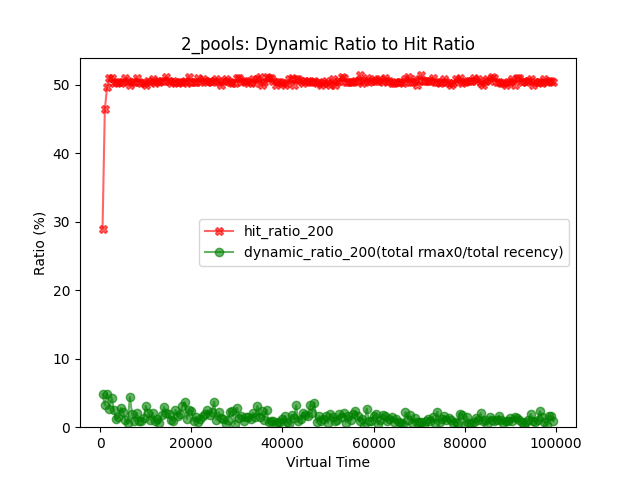 2_pools: Dynamic Ratio to Hit Ratio
50
40
30
20
10
0
Ratio (%)
hit_ratio_200
dynamic_ratio_200(total rmax0/total recency)
0 20000 40000 60000 80000 100000
Virtual Time